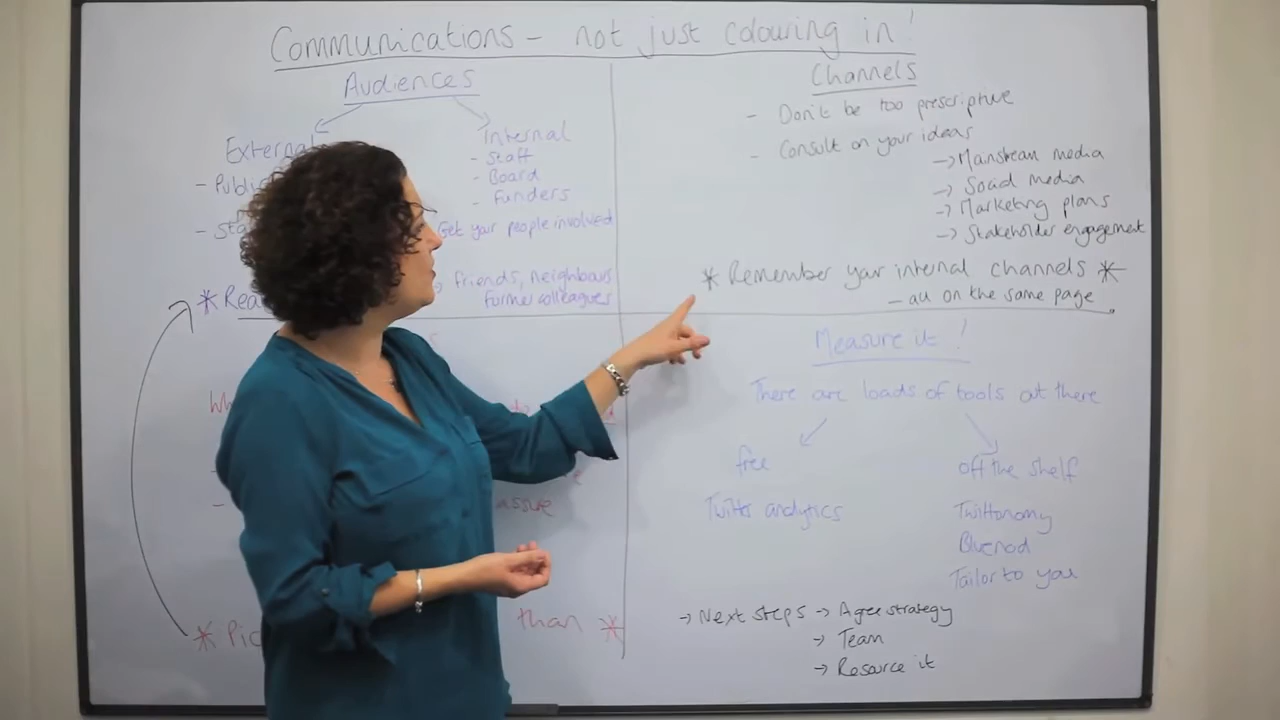 Communications - not just colouring in!
Audiences
External
- Public
Internal
- Staff
- Board
- Funders
Get your people involved
friends, neighbours
former colleagues
* 
Channels
- Don't be too prescriptive
- Consult on your ideas
→ Mainstream media
→ Social media
→ Marketing plans
→ Stakeholder engagement
* Remember your internal channels *
- all on the same page
than *
Measure it!
There are loads of tools out there
free
Twitter analytics
off the shelf
Twittonomy
Bluenod
Tailor to you
→ Next steps → Agree strategy
→ Team
→ Resource it